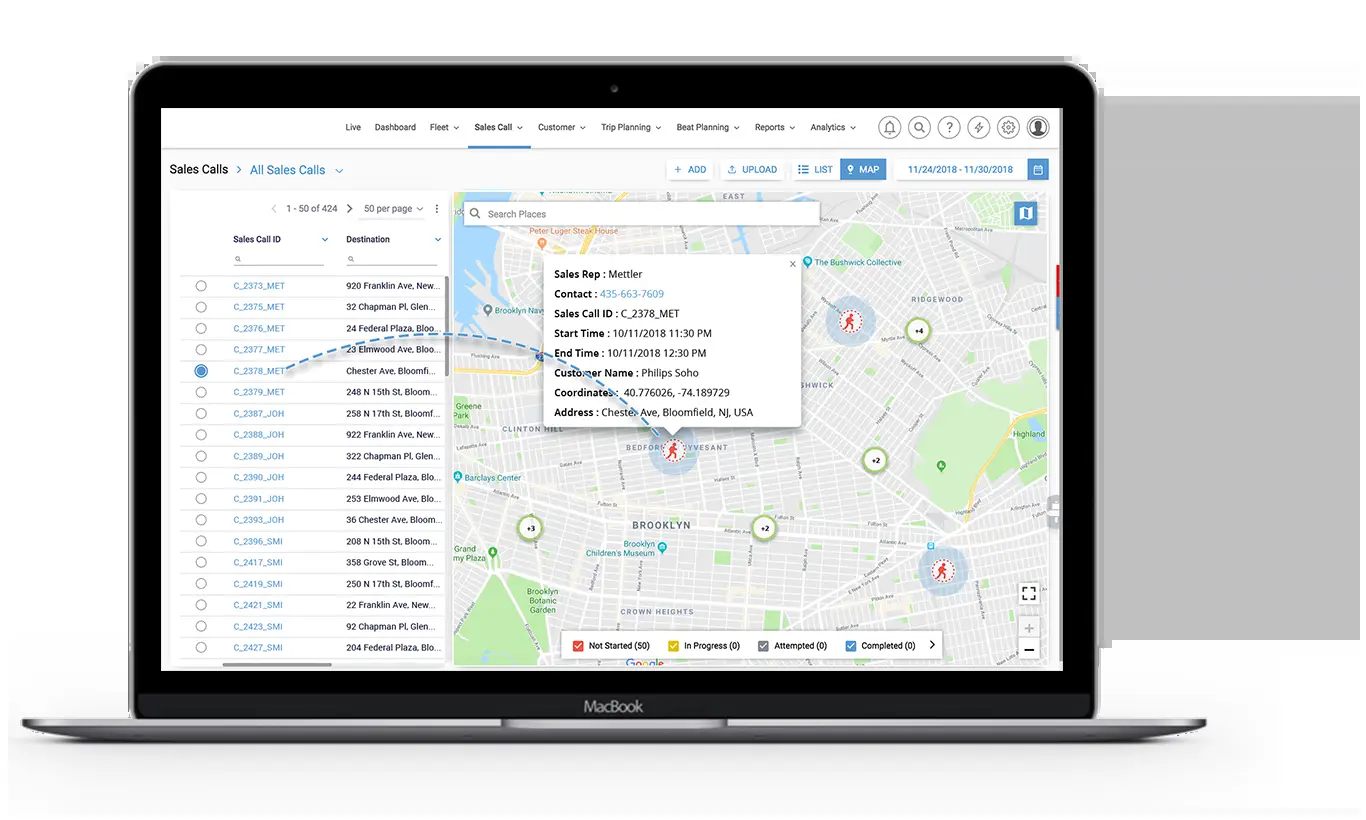 Live Dashboard Fleet Sales Call Customer Trip Planning Beat Planning Reports Analytics ?
Sales Calls > All Sales Calls + ADD UPLOAD LIST MAP 11/24/2018 - 11/30/2018
1 - 50 of 424 50 per page
Sales Call ID Destination
C_2373_MET 920 Franklin Ave, New...
C_2375_MET 32 Chapman Pl, Glen...
C_2376_MET 24 Federal Plaza, Bloo...
C_2377_MET 23 Elmwood Ave, Bloo...
C_2378_MET Chester Ave, Bloomfi...
C_2379_MET 248 N 15th St, Bloom...
C_2387_JOH 258 N 17th St, Bloomf...
C_2388_JOH 922 Franklin Ave, New...
C_2389_JOH 322 Chapman Pl, Glen...
C_2390_JOH 244 Federal Plaza, Blo...
C_2391_JOH 253 Elmwood Ave, Blo...
C_2393_JOH 36 Chester Ave, Bloom...
C_2396_SMI 208 N 15th St, Bloom...
C_2417_SMI 358 Grove St, Bloom...
C_2419_SMI 250 N 17th St, Bloomf...
C_2421_SMI 22 Franklin Ave, New...
C_2423_SMI 92 Chapman Pl, Glen...
C_2427_SMI 204 Federal Plaza, Blo...
EAST
Search Places
Peter Luger Steak House
The Bushwick Collective
RIDGEWOOD
Brooklyn Navy
Sales Rep : Mettler
Contact : 435-663-7609
Sales Call ID : C_2378_MET
Start Time : 10/11/2018 11:30 PM
End Time : 10/11/2018 12:30 PM
Customer Name : Philips Soho
Coordinates : 40.776026, -74.189729
Address : Chester Ave, Bloomfield, NJ, USA
+4
HWICK
Greene
Park
CLINTON HILL
Highland
+2
Barclays Center
+3
BROOKLYN
+2
Brooklyn
Children's Museum
Grand
my Plaza
Brooklyn
Botanic
Garden
CROWN HEIGHTS
Not Started (50) In Progress (0) Attempted (0) Completed (0)
Google
MacBook